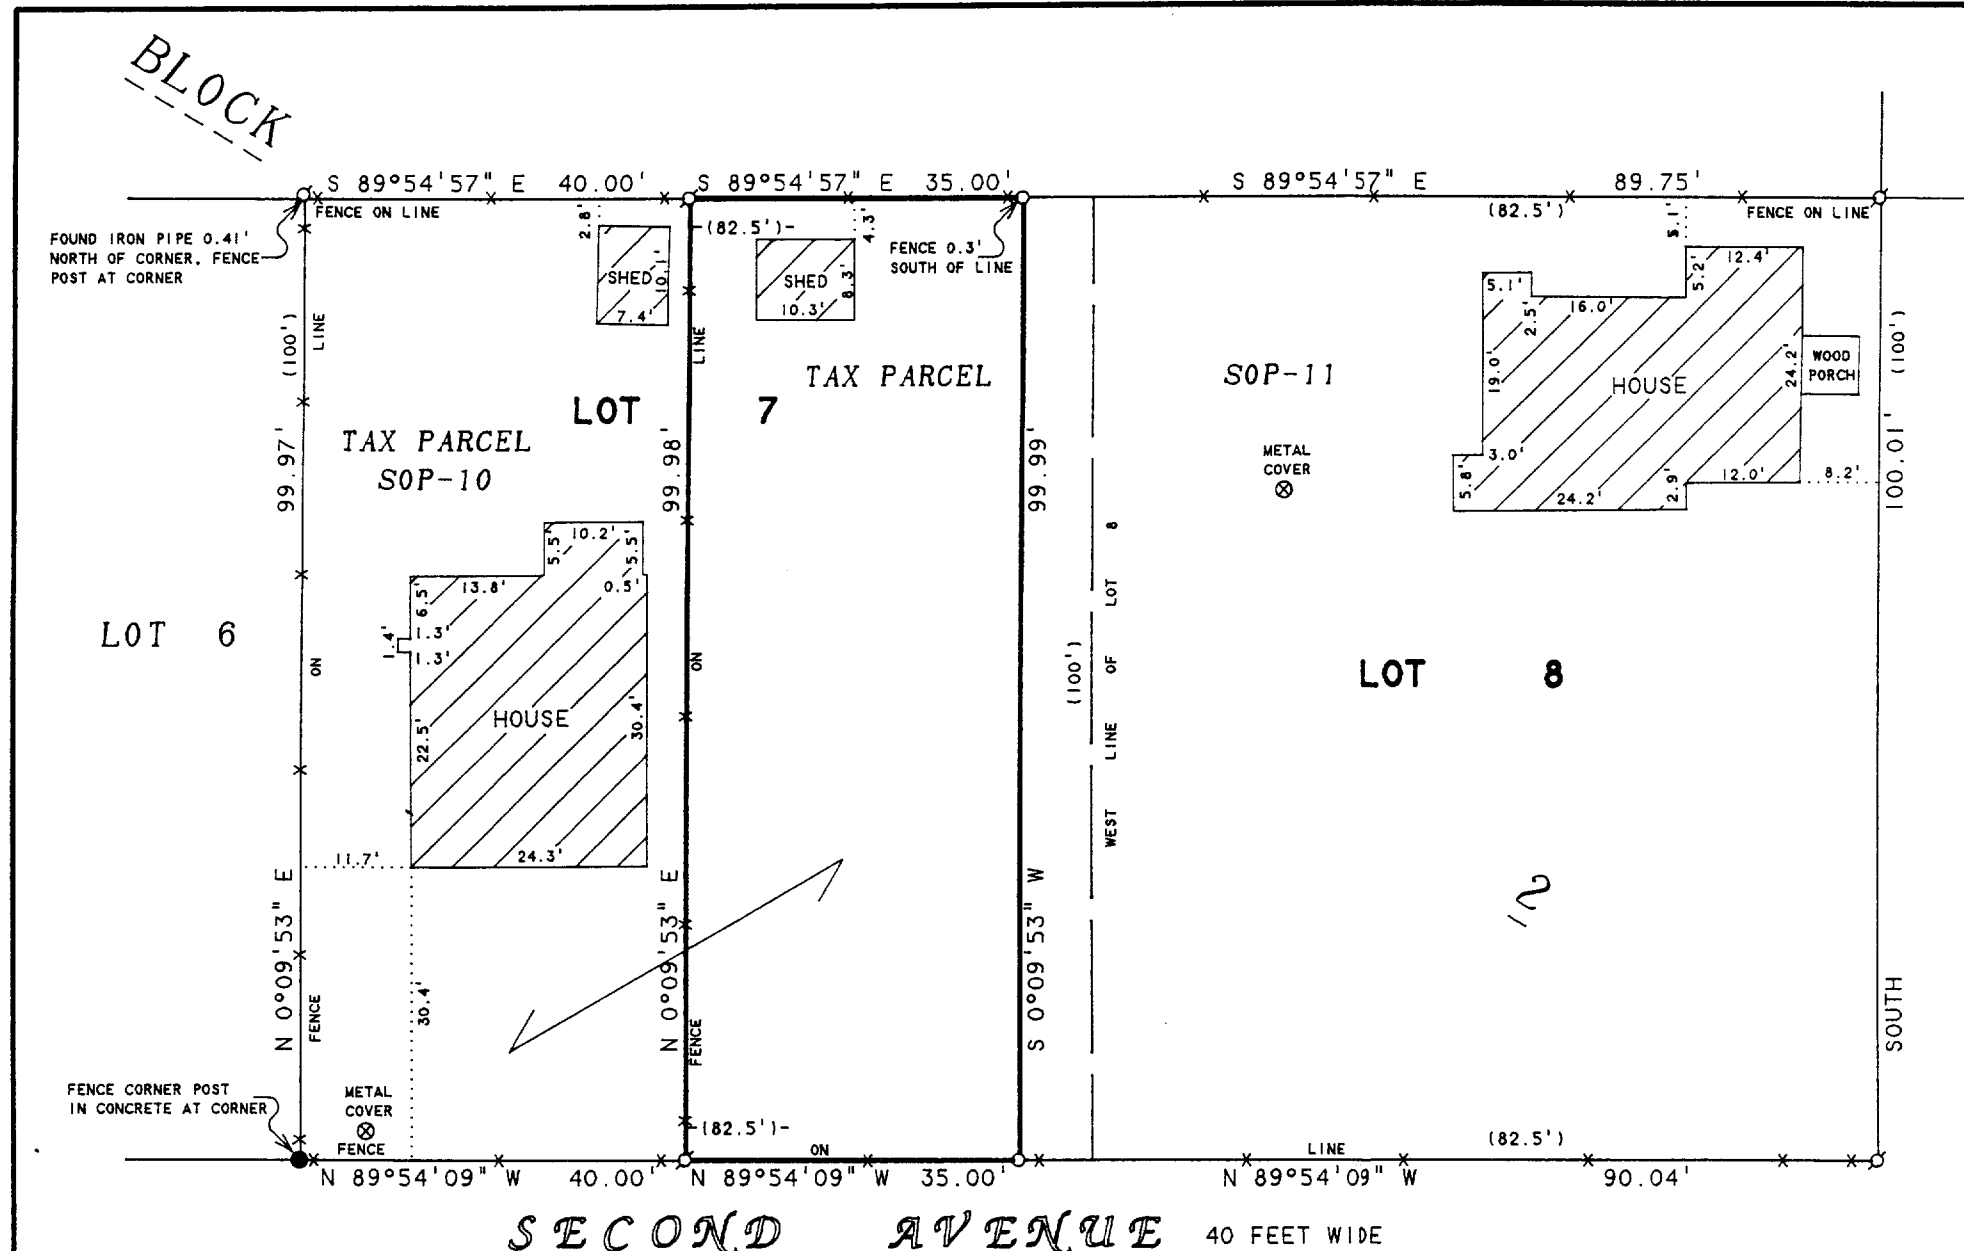 BLOCK
S 89°54'57" E 40.00'
S 89°54'57" E 35.00'
S 89°54'57" E 89.75'
FENCE ON LINE
2.8'
-(82.5')-
4.3'
(82.5')
5.1'
FENCE ON LINE
FOUND IRON PIPE 0.41'
NORTH OF CORNER, FENCE
POST AT CORNER
FENCE 0.3'
SOUTH OF LINE
SHED
10.1'
7.4'
SHED
8.3'
10.3'
12.4'
5.2'
5.1'
16.0'
2.5'
19.0'
HOUSE
24.2'
WOOD
PORCH
3.0'
5.8'
24.2'
2.9'
12.0'
8.2'
(100')
LINE
LINE
(100')
TAX PARCEL
SOP-11
LOT 7
TAX PARCEL
SOP-10
99.97'
99.98'
99.99'
100.01'
METAL
COVER
10.2'
5.5'
5.5'
13.8'
0.5'
6.5'
1.3'
1.4'
1.3'
HOUSE
22.5'
30.4'
24.3'
11.7'
30.4'
LOT 6
ON
ON
(100')
WEST LINE OF LOT 8
LOT 8
12
N 0°09'53" E
FENCE
N 0°09'53" E
FENCE
S 0°09'53" W
SOUTH
FENCE CORNER POST
IN CONCRETE AT CORNER
METAL
COVER
FENCE
-(82.5')-
ON
LINE
(82.5')
N 89°54'09" W 40.00'
N 89°54'09" W 35.00'
N 89°54'09" W 90.04'
SECOND AVENUE 40 FEET WIDE